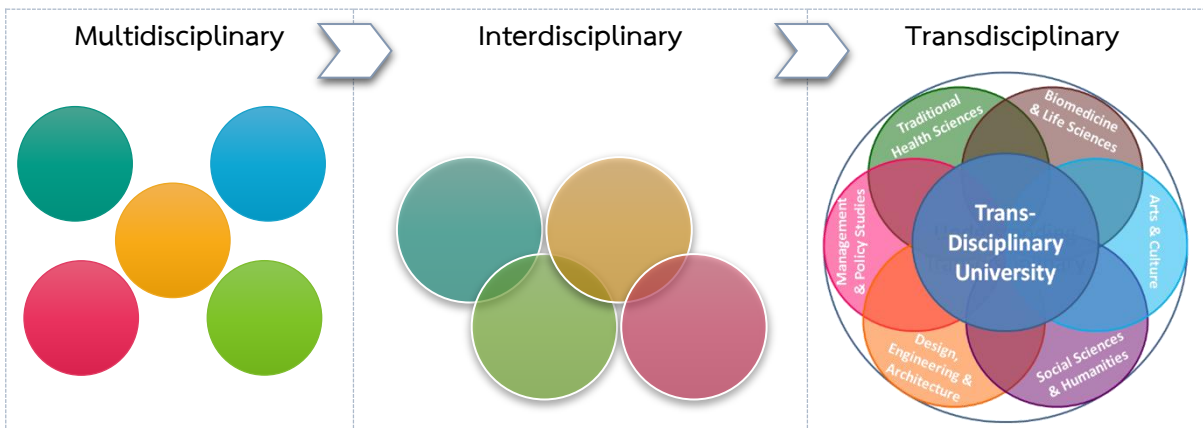 Multidisciplinary
Interdisciplinary
Transdisciplinary
Traditional
Health Sciences
Biomedicine
& Life Sciences
Management
& Policy Studies
Trans-
Disciplinary
University
Arts & Culture
Design,
Engineering &
Architecture
Social Sciences
& Humanities